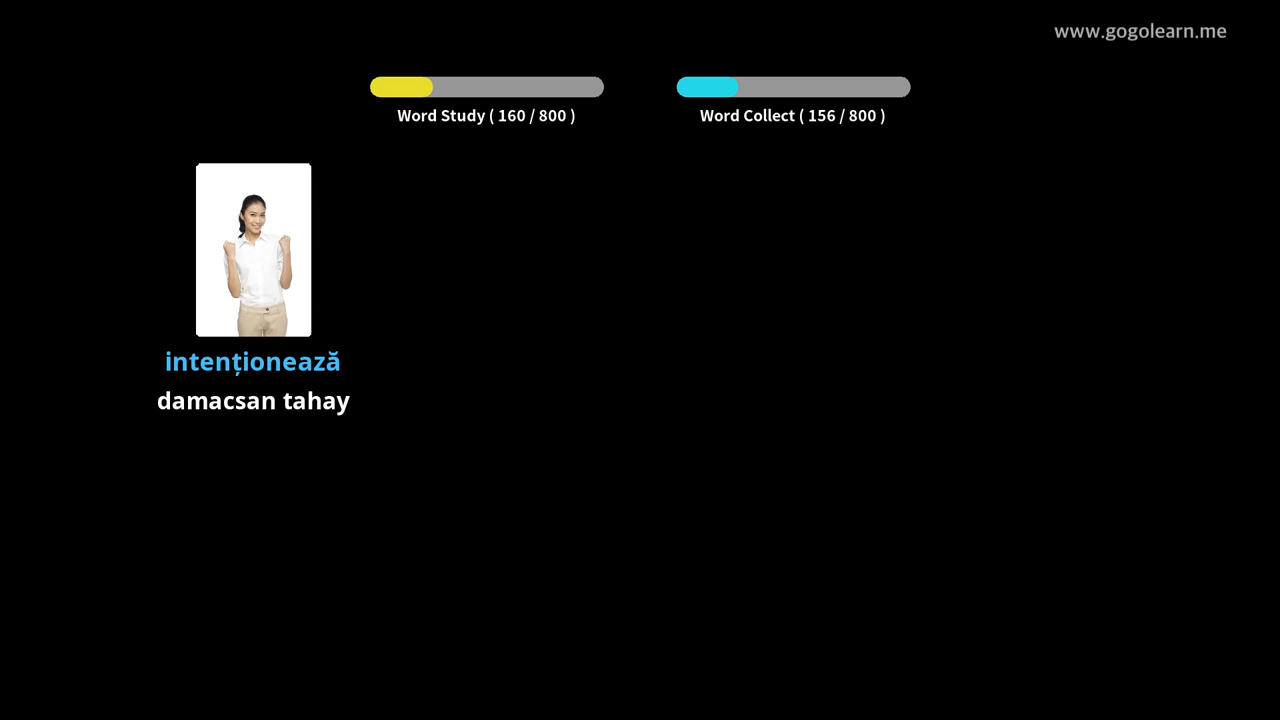 www.gogolearn.me
Word Study ( 160 / 800 )
Word Collect ( 156 / 800 )
intenționează
damacsan tahay